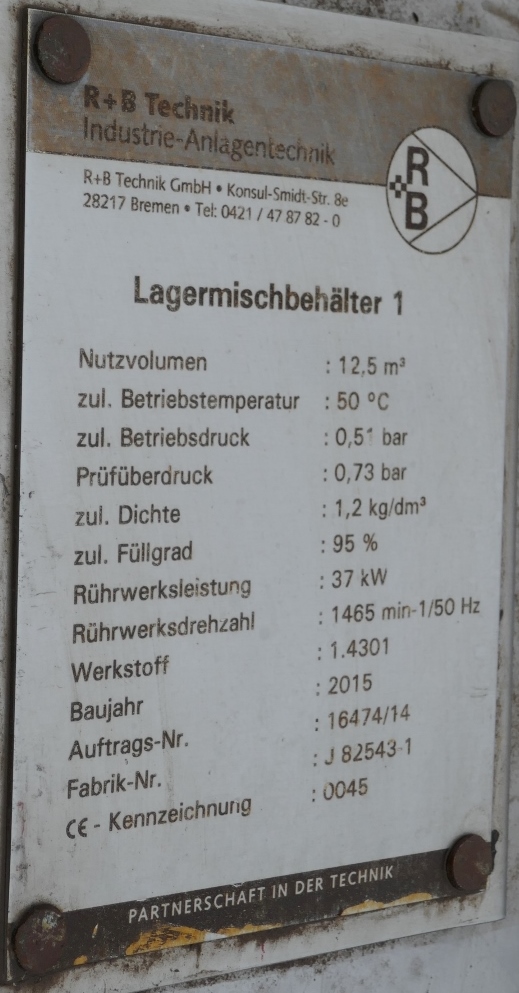 R+B Technik
Industrie-Anlagentechnik
R+B Technik GmbH • Konsul-Smidt-Str. 8e
28217 Bremen • Tel: 0421 / 47 87 82 - 0
R
B
Lagermischbehälter 1
Nutzvolumen : 12,5 m³
zul. Betriebstemperatur : 50 ºC
zul. Betriebsdruck : 0,51 bar
Prüfüberdruck : 0,73 bar
zul. Dichte : 1,2 kg/dm³
zul. Füllgrad : 95 %
Rührwerksleistung : 37 kW
Rührwerksdrehzahl : 1465 min-1/50 Hz
Werkstoff : 1.4301
Baujahr : 2015
Auftrags-Nr. : 16474/14
Fabrik-Nr. : J 82543-1
CE - Kennzeichnung : 0045
PARTNERSCHAFT IN DER TECHNIK